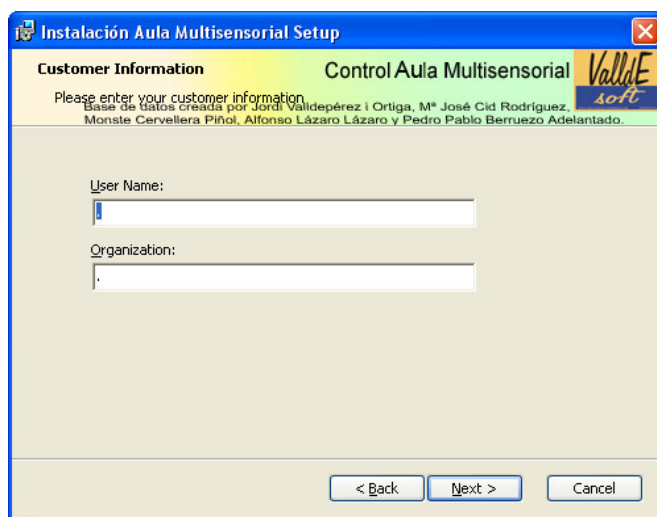 Instalación Aula Multisensorial Setup
Customer Information
Control Aula Multisensorial
ValldE
soft
Please enter your customer information
Base de datos creada por Jordi Valldepérez i Ortiga, Mª José Cid Rodríguez,
Monste Cervellera Piñol, Alfonso Lázaro Lázaro y Pedro Pablo Berruezo Adelantado.
User Name:
.
Organization:
.
< Back
Next >
Cancel